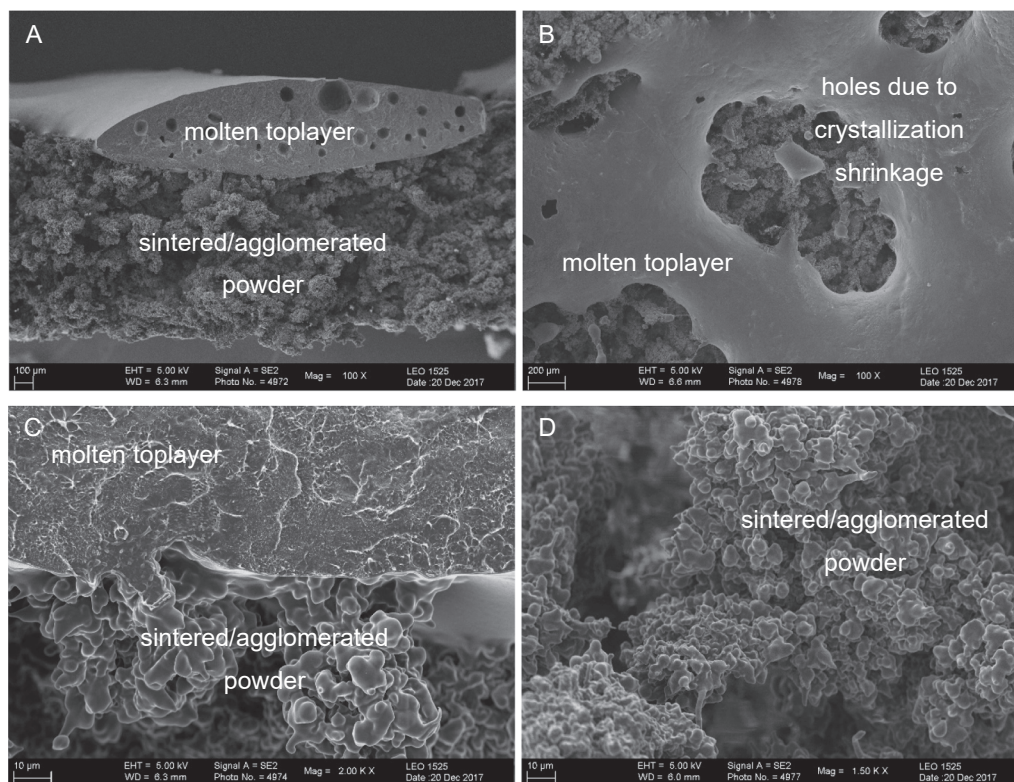 A
molten toplayer
sintered/agglomerated
powder
100 µm
EHT = 5.00 kV
WD = 6.3 mm
Signal A = SE2
Photo No. = 4972
Mag = 100 X
LEO 1525
Date :20 Dec 2017
B
holes due to
crystallization
shrinkage
molten toplayer
200 µm
EHT = 5.00 kV
WD = 6.6 mm
Signal A = SE2
Photo No. = 4978
Mag = 100 X
LEO 1525
Date :20 Dec 2017
C
molten toplayer
sintered/agglomerated
powder
10 µm
EHT = 5.00 kV
WD = 6.3 mm
Signal A = SE2
Photo No. = 4974
Mag = 2.00 K X
LEO 1525
Date :20 Dec 2017
D
sintered/agglomerated
powder
10 µm
EHT = 5.00 kV
WD = 6.0 mm
Signal A = SE2
Photo No. = 4977
Mag = 1.50 K X
LEO 1525
Date :20 Dec 2017